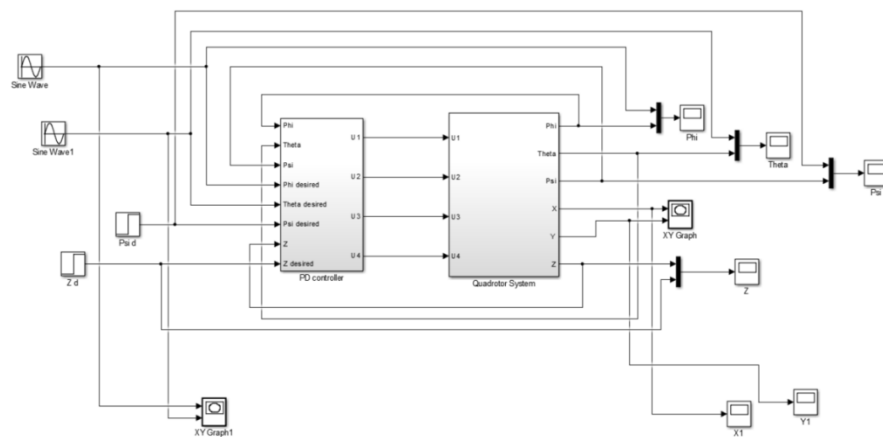 Sine Wave
Sine Wave1
Psi d
Z d
Phi
Theta
Psi
Phi desired
Theta desired
Psi desired
Z
Z desired
U1
U2
U3
U4
PD controller
U1
U2
U3
U4
Phi
Theta
Psi
X
Y
Z
Quadrotor System
Phi
Theta
Psi
XY Graph
Z
XY Graph1
X1
Y1